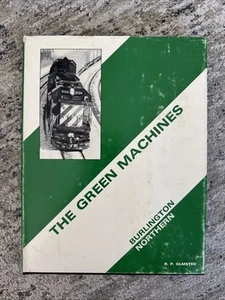 THE GREEN MACHINES
BURLINGTON
NORTHERN
R. P. OLMSTED